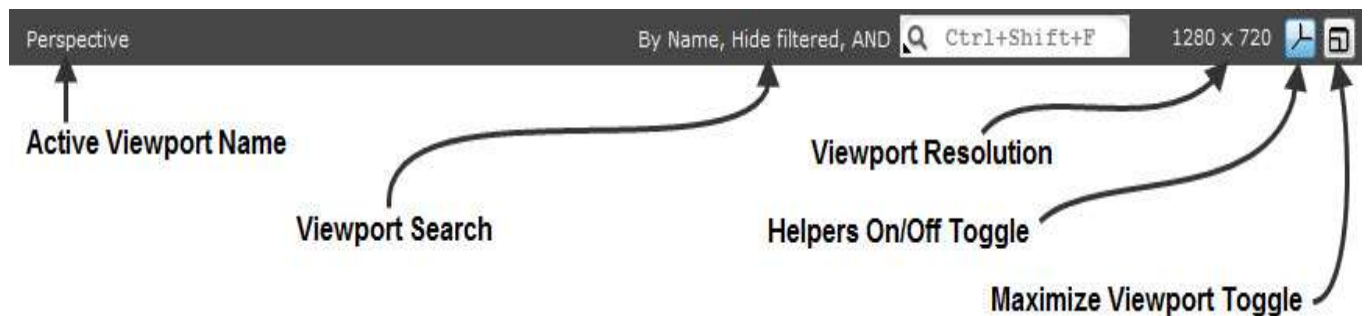 Perspective
By Name, Hide filtered, AND
Ctrl+Shift+F
1280 x 720
Active Viewport Name
Viewport Resolution
Viewport Search
Helpers On/Off Toggle
Maximize Viewport Toggle